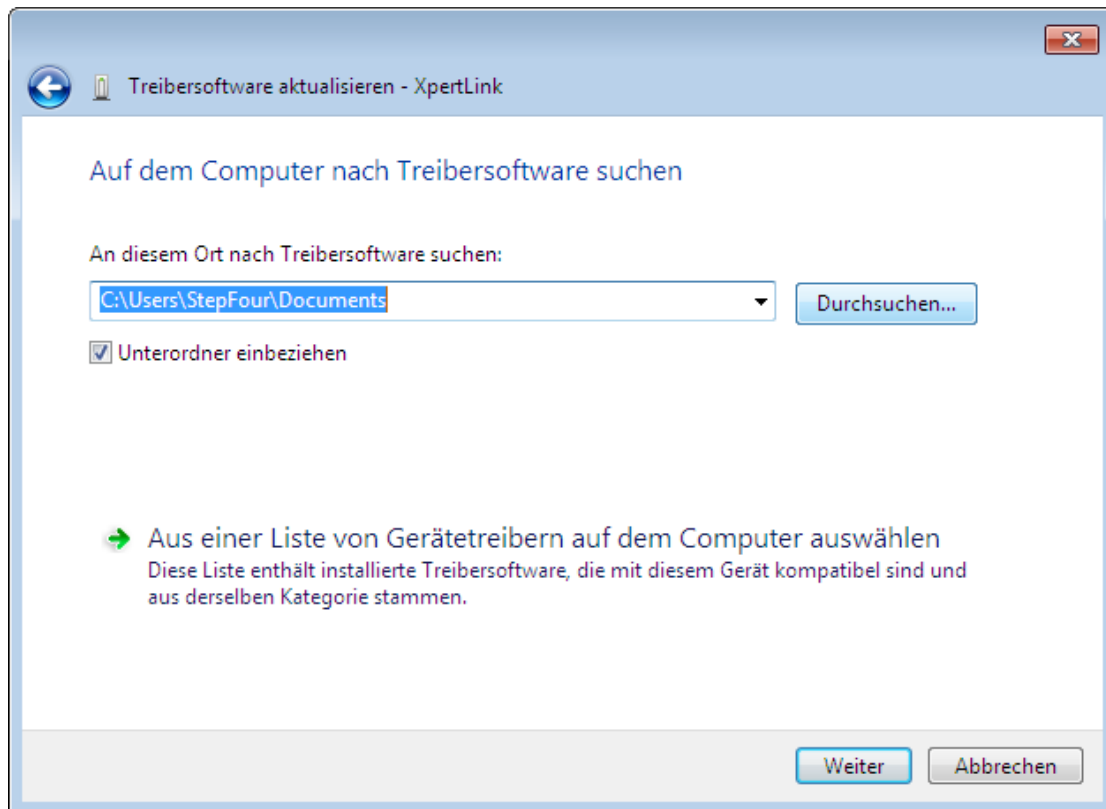 Treibersoftware aktualisieren - XpertLink
Auf dem Computer nach Treibersoftware suchen
An diesem Ort nach Treibersoftware suchen:
C:\Users\StepFour\Documents
Durchsuchen...
Unterordner einbeziehen
Aus einer Liste von Gerätetreibern auf dem Computer auswählen
Diese Liste enthält installierte Treibersoftware, die mit diesem Gerät kompatibel sind und
aus derselben Kategorie stammen.
Weiter
Abbrechen